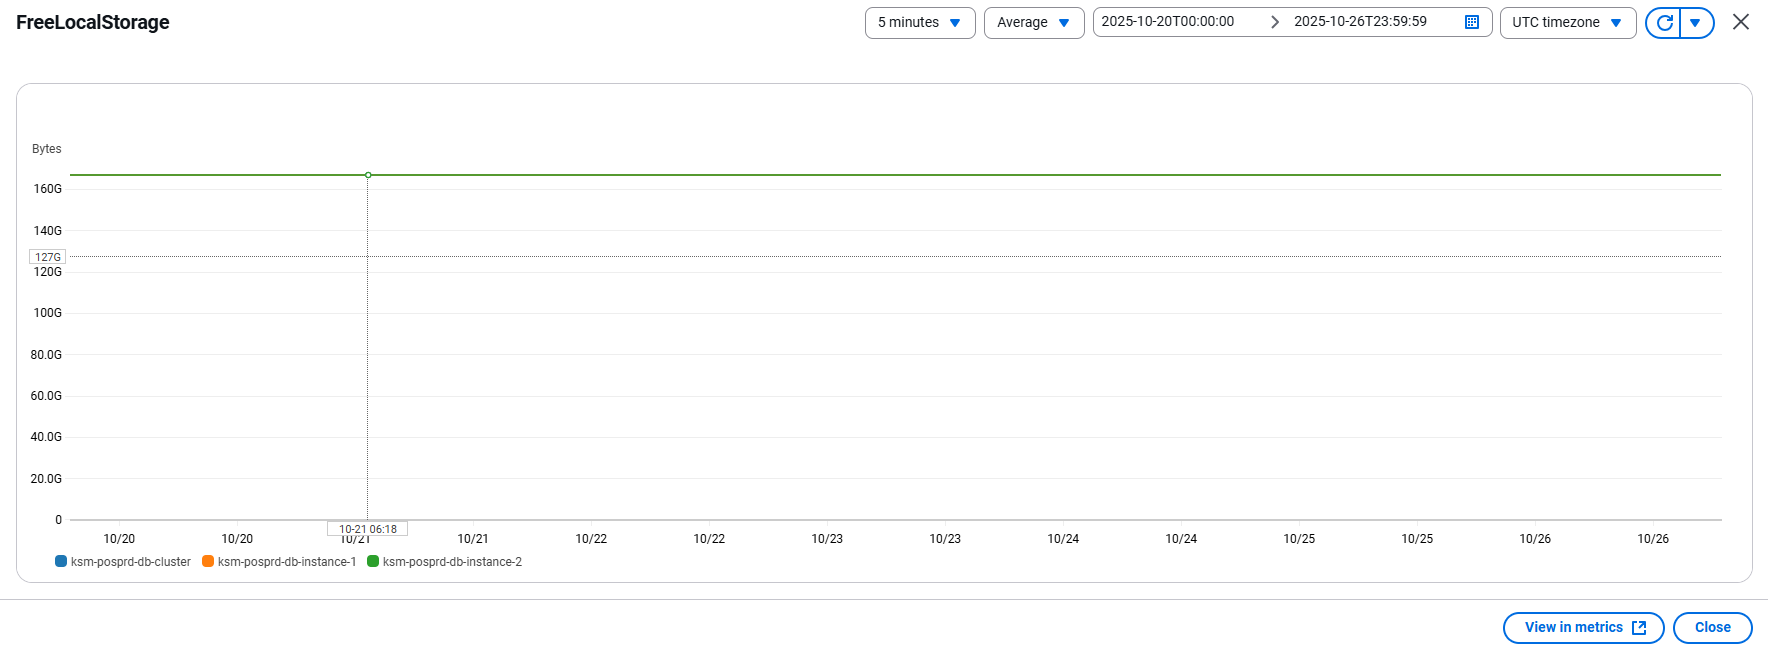 FreeLocalStorage
5 minutes
Average
2025-10-20T00:00:00
2025-10-26T23:59:59
UTC timezone
Bytes
160G
140G
127G
120G
100G
80.0G
60.0G
40.0G
20.0G
0
10-21 06:18
10/20 10/20 10/21 10/21 10/22 10/22 10/23 10/23 10/24 10/24 10/25 10/25 10/26 10/26
ksm-posprd-db-cluster ksm-posprd-db-instance-1 ksm-posprd-db-instance-2
View in metrics
Close